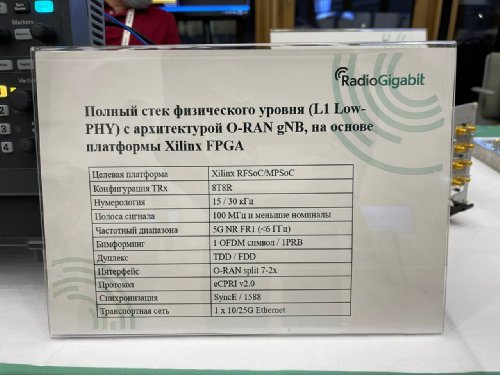 RadioGigabit
Полный стек физического уровня (L1 Low-
PHY) с архитектурой O-RAN gNB, на основе
платформы Xilinx FPGA
Целевая платформа Xilinx RFSoC/MPSoC
Конфигурация TRx 8T8R
Нумерология 15 / 30 кГц
Полоса сигнала 100 МГц и меньшие номиналы
Частотный диапазон 5G NR FR1 (<6 ГГц)
Бимформинг 1 OFDM символ / 1PRB
Дуплекс TDD / FDD
Интерфейс O-RAN split 7-2x
Протокол eCPRI v2.0
Синхронизация SyncE / 1588
Транспортная сеть 1 x 10/25G Ethernet